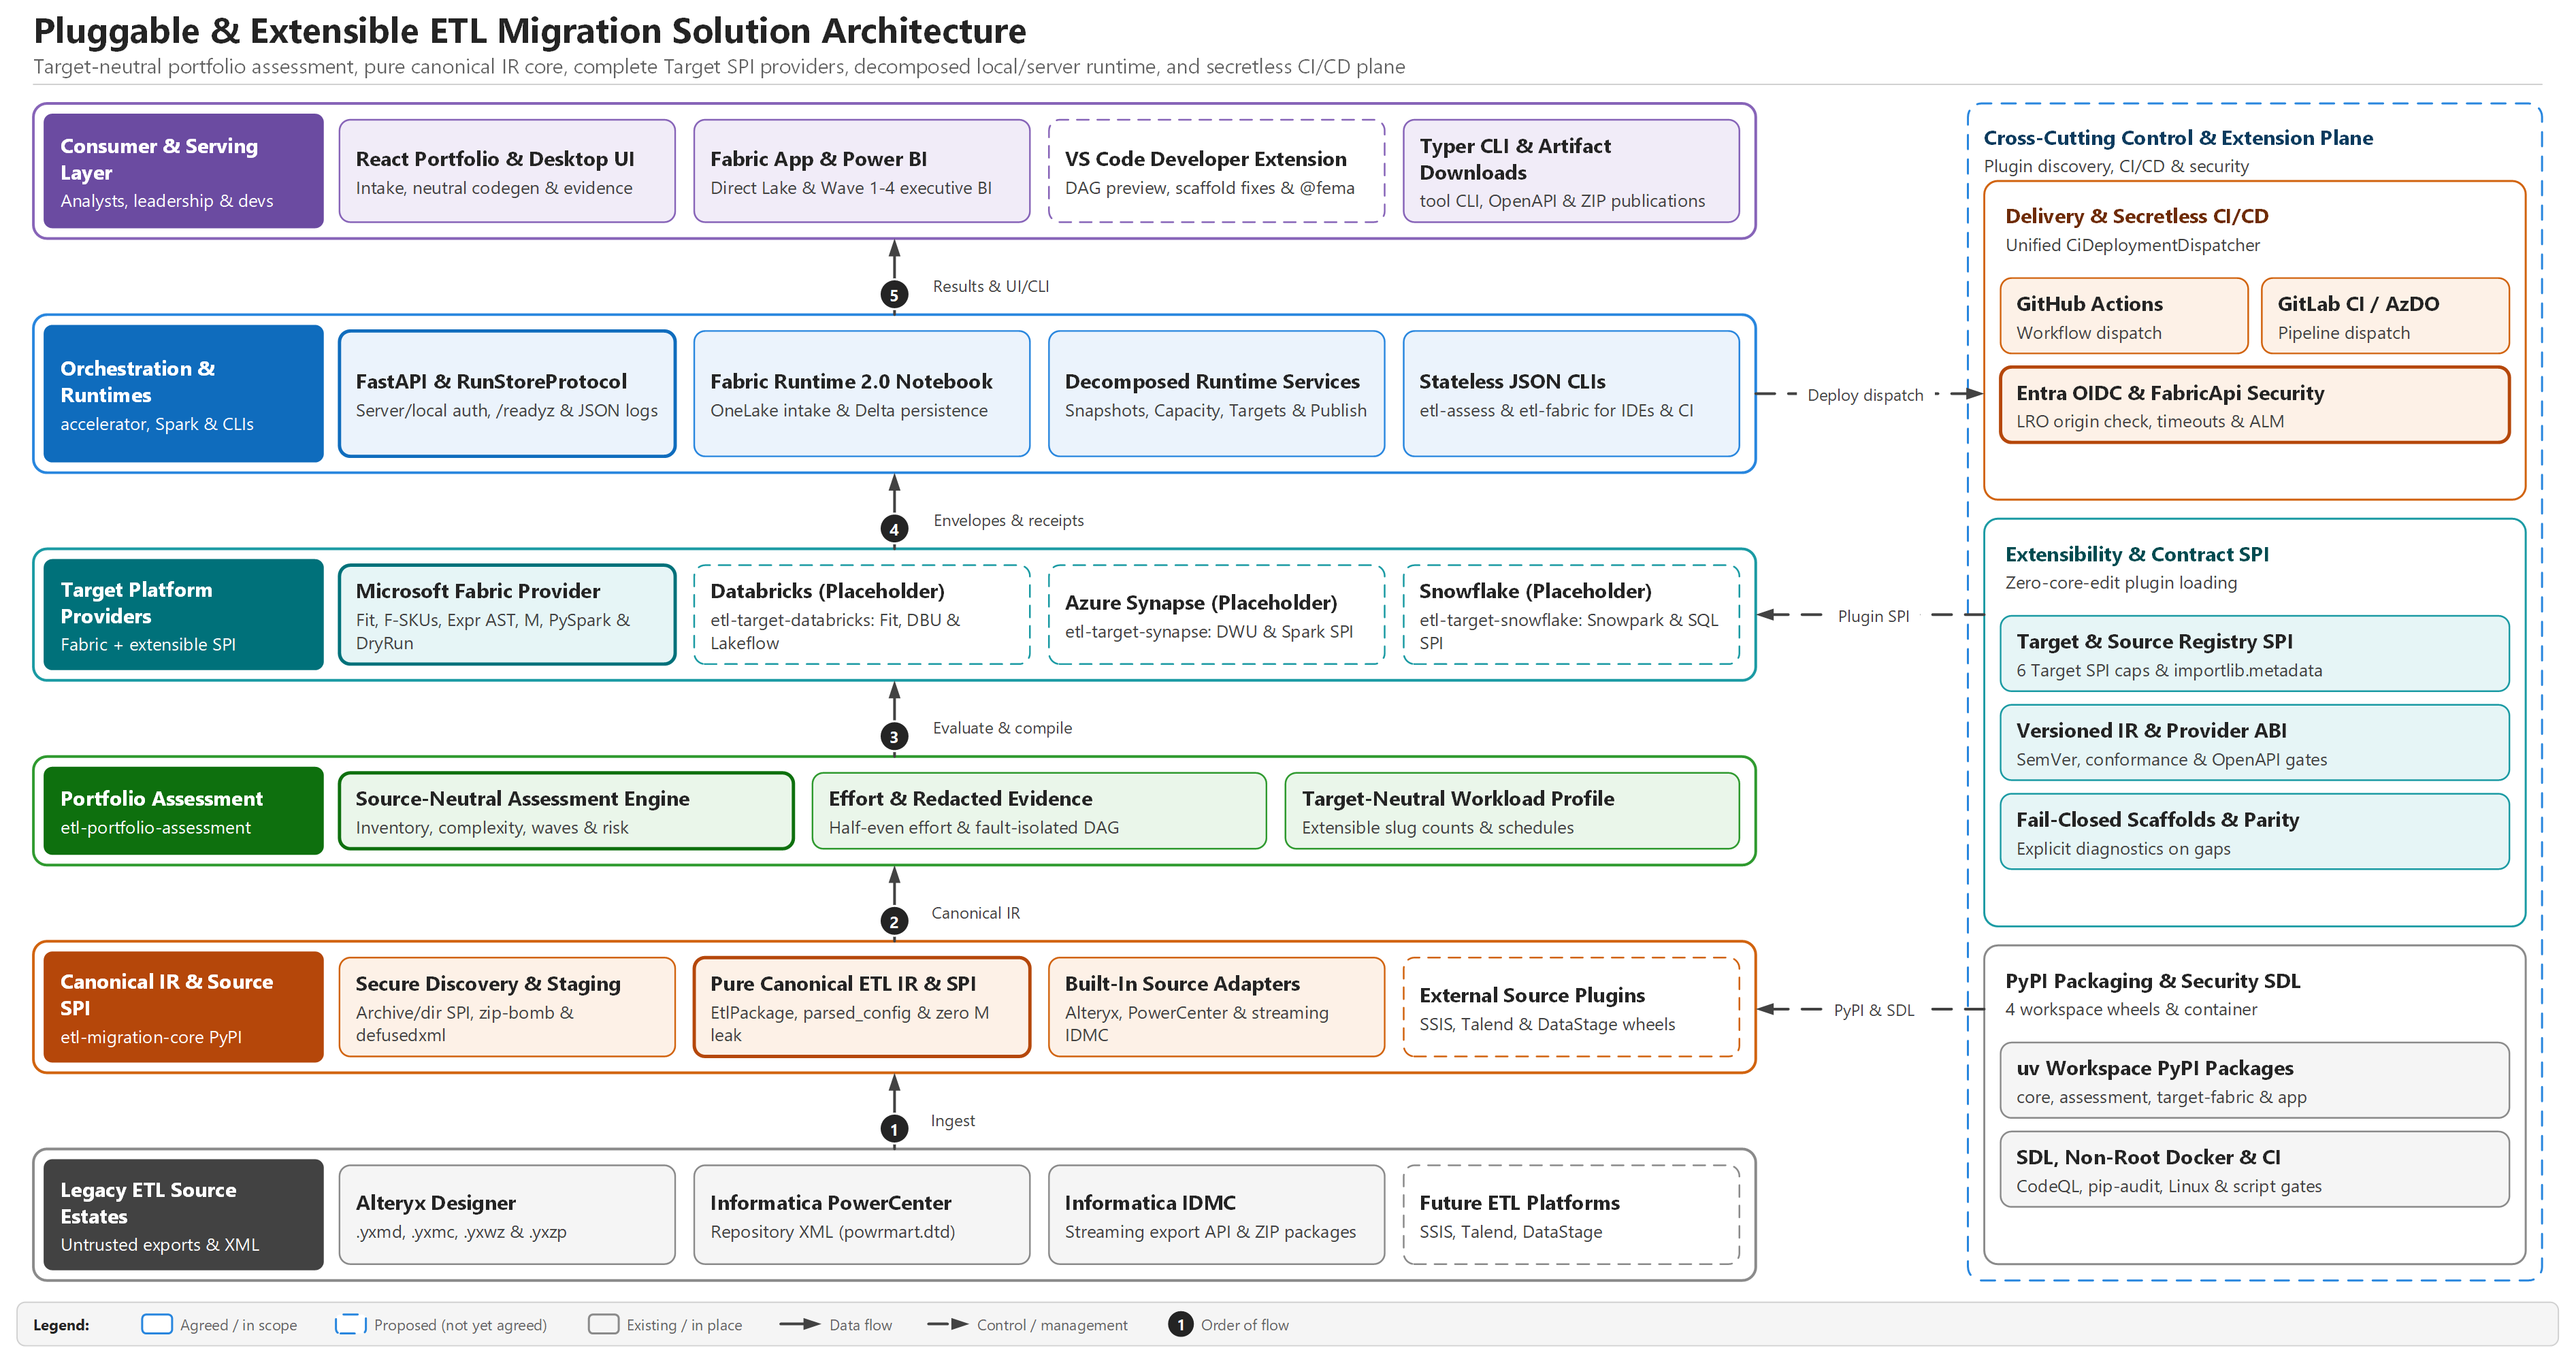 Pluggable & Extensible ETL Migration Solution Architecture
Target-neutral portfolio assessment, pure canonical IR core, complete Target SPI providers, decomposed local/server runtime, and secretless CI/CD plane
Consumer & Serving
Layer
Analysts, leadership & devs
React Portfolio & Desktop UI
Intake, neutral codegen & evidence
Fabric App & Power BI
Direct Lake & Wave 1-4 executive BI
VS Code Developer Extension
DAG preview, scaffold fixes & @fema
Typer CLI & Artifact
Downloads
tool CLI, OpenAPI & ZIP publications
5
Results & UI/CLI
Orchestration &
Runtimes
accelerator, Spark & CLIs
FastAPI & RunStoreProtocol
Server/local auth, /readyz & JSON logs
Fabric Runtime 2.0 Notebook
OneLake intake & Delta persistence
Decomposed Runtime Services
Snapshots, Capacity, Targets & Publish
Stateless JSON CLIs
etl-assess & etl-fabric for IDEs & CI
Deploy dispatch
4
Envelopes & receipts
Target Platform
Providers
Fabric + extensible SPI
Microsoft Fabric Provider
Fit, F-SKUs, Expr AST, M, PySpark &
DryRun
Databricks (Placeholder)
etl-target-databricks: Fit, DBU &
Lakeflow
Azure Synapse (Placeholder)
etl-target-synapse: DWU & Spark SPI
Snowflake (Placeholder)
etl-target-snowflake: Snowpark & SQL
SPI
Plugin SPI
3
Evaluate & compile
Portfolio Assessment
etl-portfolio-assessment
Source-Neutral Assessment Engine
Inventory, complexity, waves & risk
Effort & Redacted Evidence
Half-even effort & fault-isolated DAG
Target-Neutral Workload Profile
Extensible slug counts & schedules
2
Canonical IR
Canonical IR & Source
SPI
etl-migration-core PyPI
Secure Discovery & Staging
Archive/dir SPI, zip-bomb &
defusedxml
Pure Canonical ETL IR & SPI
EtlPackage, parsed_config & zero M
leak
Built-In Source Adapters
Alteryx, PowerCenter & streaming
IDMC
External Source Plugins
SSIS, Talend & DataStage wheels
PyPI & SDL
1
Ingest
Legacy ETL Source
Estates
Untrusted exports & XML
Alteryx Designer
.yxmd, .yxmc, .yxwz & .yxzp
Informatica PowerCenter
Repository XML (powrmart.dtd)
Informatica IDMC
Streaming export API & ZIP packages
Future ETL Platforms
SSIS, Talend, DataStage
Cross-Cutting Control & Extension Plane
Plugin discovery, CI/CD & security
Delivery & Secretless CI/CD
Unified CiDeploymentDispatcher
GitHub Actions
Workflow dispatch
GitLab CI / AzDO
Pipeline dispatch
Entra OIDC & FabricApi Security
LRO origin check, timeouts & ALM
Extensibility & Contract SPI
Zero-core-edit plugin loading
Target & Source Registry SPI
6 Target SPI caps & importlib.metadata
Versioned IR & Provider ABI
SemVer, conformance & OpenAPI gates
Fail-Closed Scaffolds & Parity
Explicit diagnostics on gaps
PyPI Packaging & Security SDL
4 workspace wheels & container
uv Workspace PyPI Packages
core, assessment, target-fabric & app
SDL, Non-Root Docker & CI
CodeQL, pip-audit, Linux & script gates
Legend:
Agreed / in scope
Proposed (not yet agreed)
Existing / in place
Data flow
Control / management
1
Order of flow